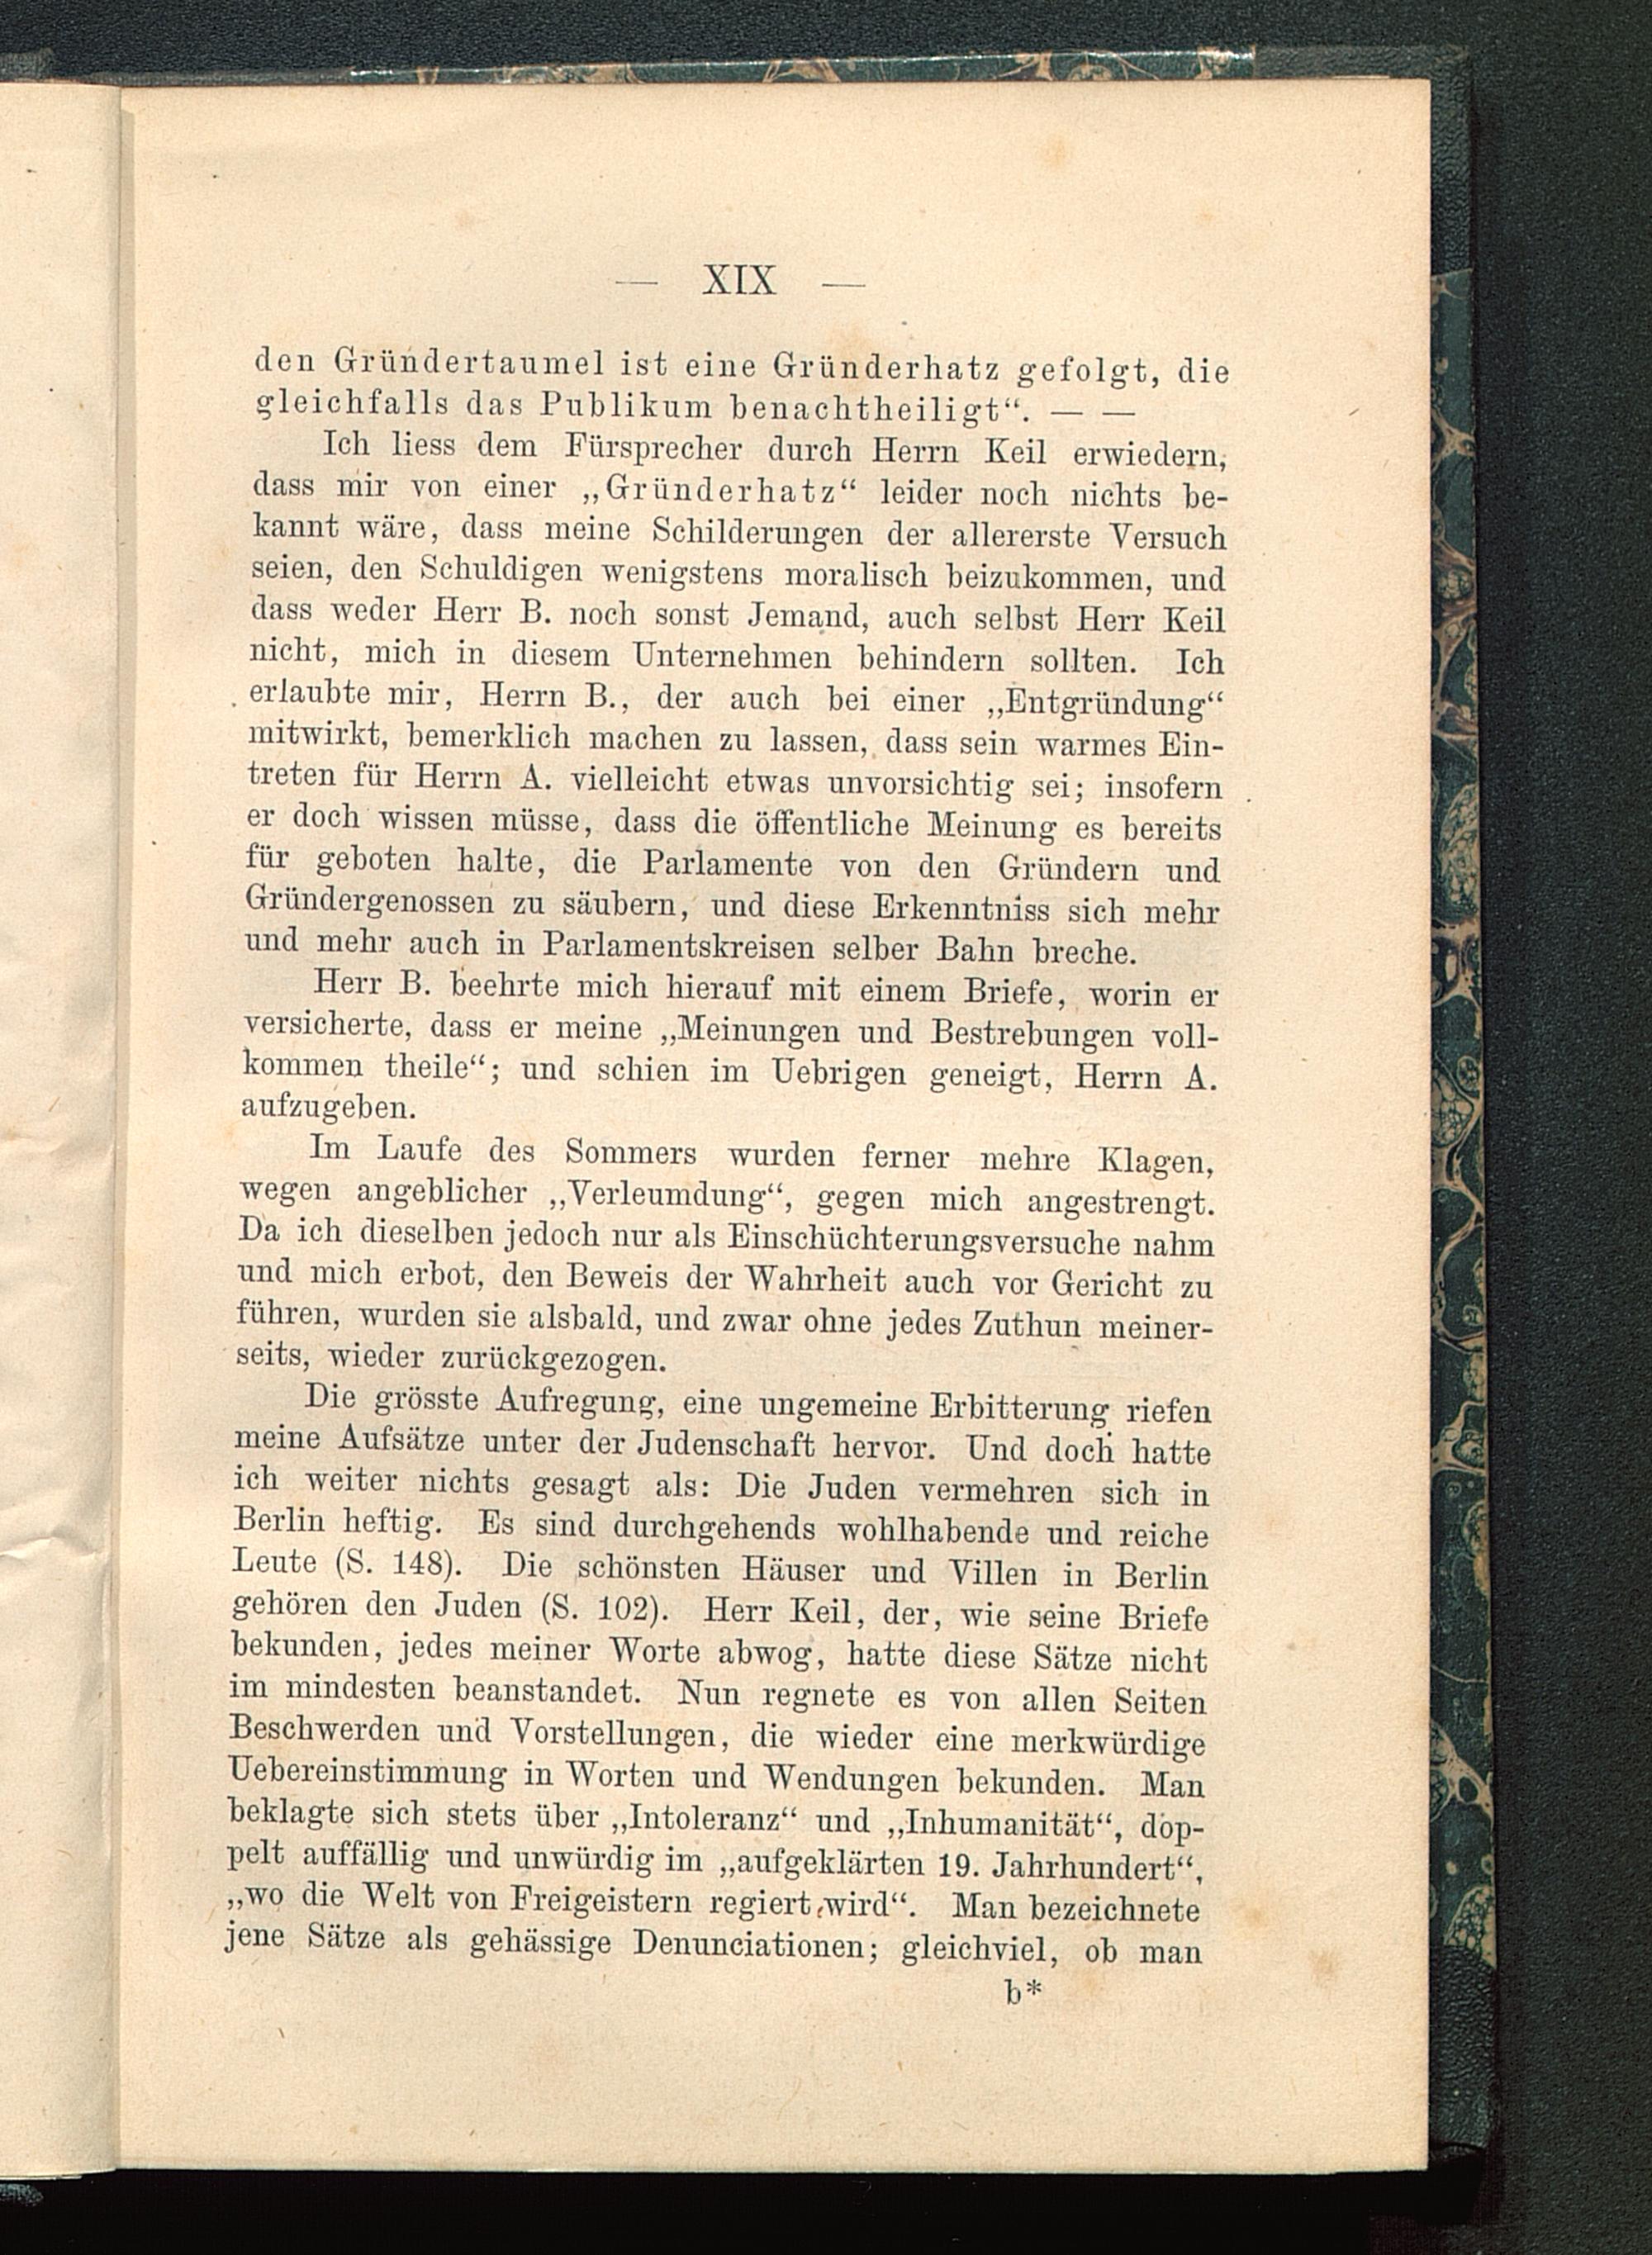 — XIX —
den Gründertaumel ist eine Gründerhatz gefolgt, die
gleichfalls das Publikum benachtheiligt“. — —
Ich liess dem Fürsprecher durch Herrn Keil erwiedern,
dass mir von einer „Gründerhatz“ leider noch nichts be-
kannt wäre, dass meine Schilderungen der allererste Versuch
seien, den Schuldigen wenigstens moralisch beizukommen, und
dass weder Herr B. noch sonst Jemand, auch selbst Herr Keil
nicht, mich in diesem Unternehmen behindern sollten. Ich
erlaubte mir, Herrn B., der auch bei einer „Entgründung“
mitwirkt, bemerklich machen zu lassen, dass sein warmes Ein-
treten für Herrn A. vielleicht etwas unvorsichtig sei; insofern
er doch wissen müsse, dass die öffentliche Meinung es bereits
für geboten halte, die Parlamente von den Gründern und
Gründergenossen zu säubern, und diese Erkenntniss sich mehr
und mehr auch in Parlamentskreisen selber Bahn breche.
Herr B. beehrte mich hierauf mit einem Briefe, worin er
versicherte, dass er meine „Meinungen und Bestrebungen voll-
kommen theile“; und schien im Uebrigen geneigt, Herrn A.
aufzugeben.
Im Laufe des Sommers wurden ferner mehre Klagen,
wegen angeblicher „Verleumdung“, gegen mich angestrengt.
Da ich dieselben jedoch nur als Einschüchterungsversuche nahm
und mich erbot, den Beweis der Wahrheit auch vor Gericht zu
führen, wurden sie alsbald, und zwar ohne jedes Zuthun meiner-
seits, wieder zurückgezogen.
Die grösste Aufregung, eine ungemeine Erbitterung riefen
meine Aufsätze unter der Judenschaft hervor. Und doch hatte
ich weiter nichts gesagt als: Die Juden vermehren sich in
Berlin heftig. Es sind durchgehends wohlhabende und reiche
Leute (S. 148). Die schönsten Häuser und Villen in Berlin
gehören den Juden (S. 102). Herr Keil, der, wie seine Briefe
bekunden, jedes meiner Worte abwog, hatte diese Sätze nicht
im mindesten beanstandet. Nun regnete es von allen Seiten
Beschwerden und Vorstellungen, die wieder eine merkwürdige
Uebereinstimmung in Worten und Wendungen bekunden. Man
beklagte sich stets über „Intoleranz“ und „Inhumanität“, dop-
pelt auffällig und unwürdig im „aufgeklärten 19. Jahrhundert“,
„wo die Welt von Freigeistern regiert wird“. Man bezeichnete
jene Sätze als gehässige Denunciationen; gleichviel, ob man
b*